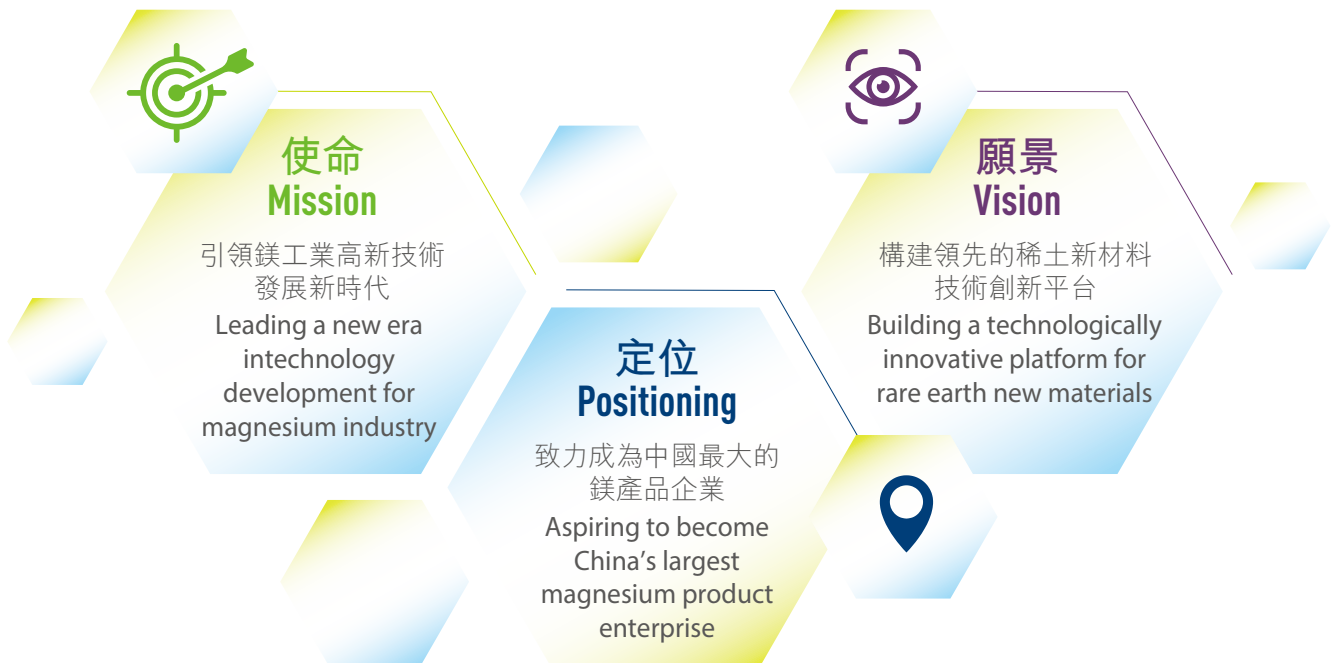 使命
Mission
引領鎂工業高新技術
發展新時代
Leading a new era
intechnology
development for
magnesium industry
定位
Positioning
致力成為中國最大的
鎂產品企業
Aspiring to become
China's largest
magnesium product
enterprise
願景
Vision
構建領先的稀土新材料
技術創新平台
Building a technologically
innovative platform for
rare earth new materials